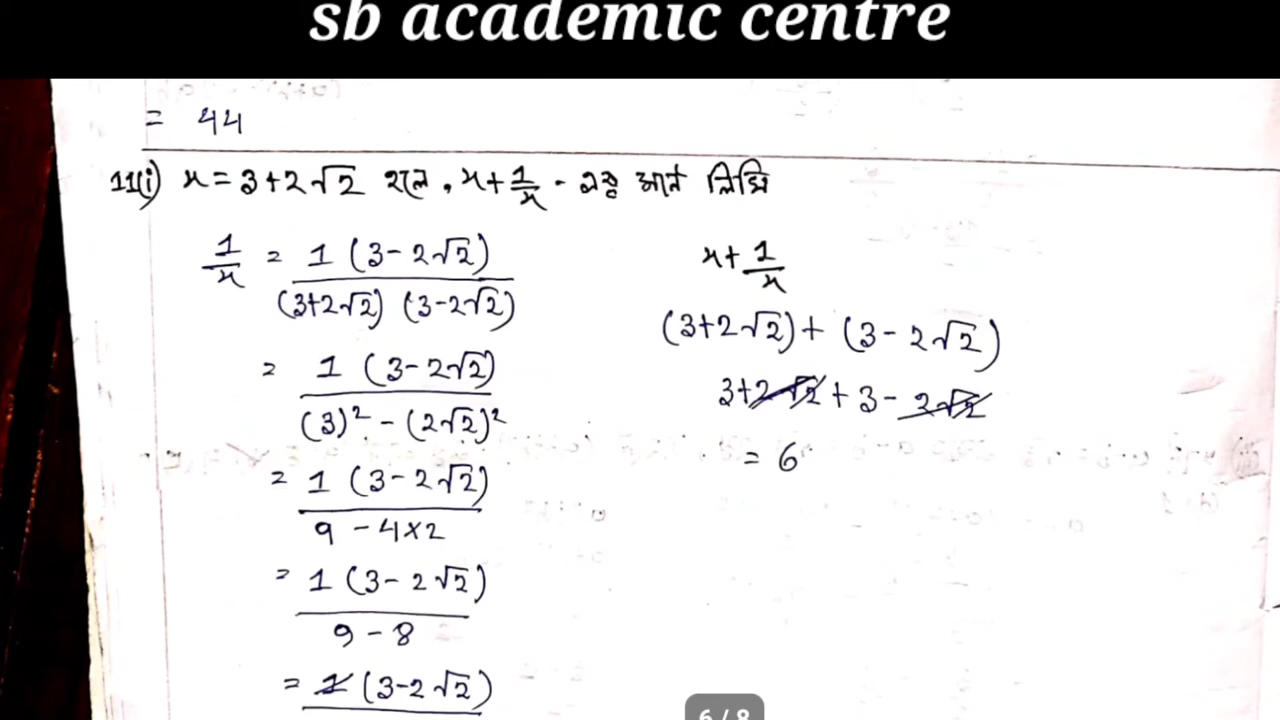 sb academic centre
= 44
11(i) x = 3+2√2 হলে, x+1/x - এর মান লিখি
1/x = 1 (3-2√2) / (3+2√2) (3-2√2)
= 1 (3-2√2) / (3)² - (2√2)²
= 1 (3-2√2) / 9 - 4×2
= 1 (3-2√2) / 9 - 8
= 1 (3-2√2)
x+1/x
(3+2√2) + (3-2√2)
3+2√2 + 3-2√2
= 6
6 / 8